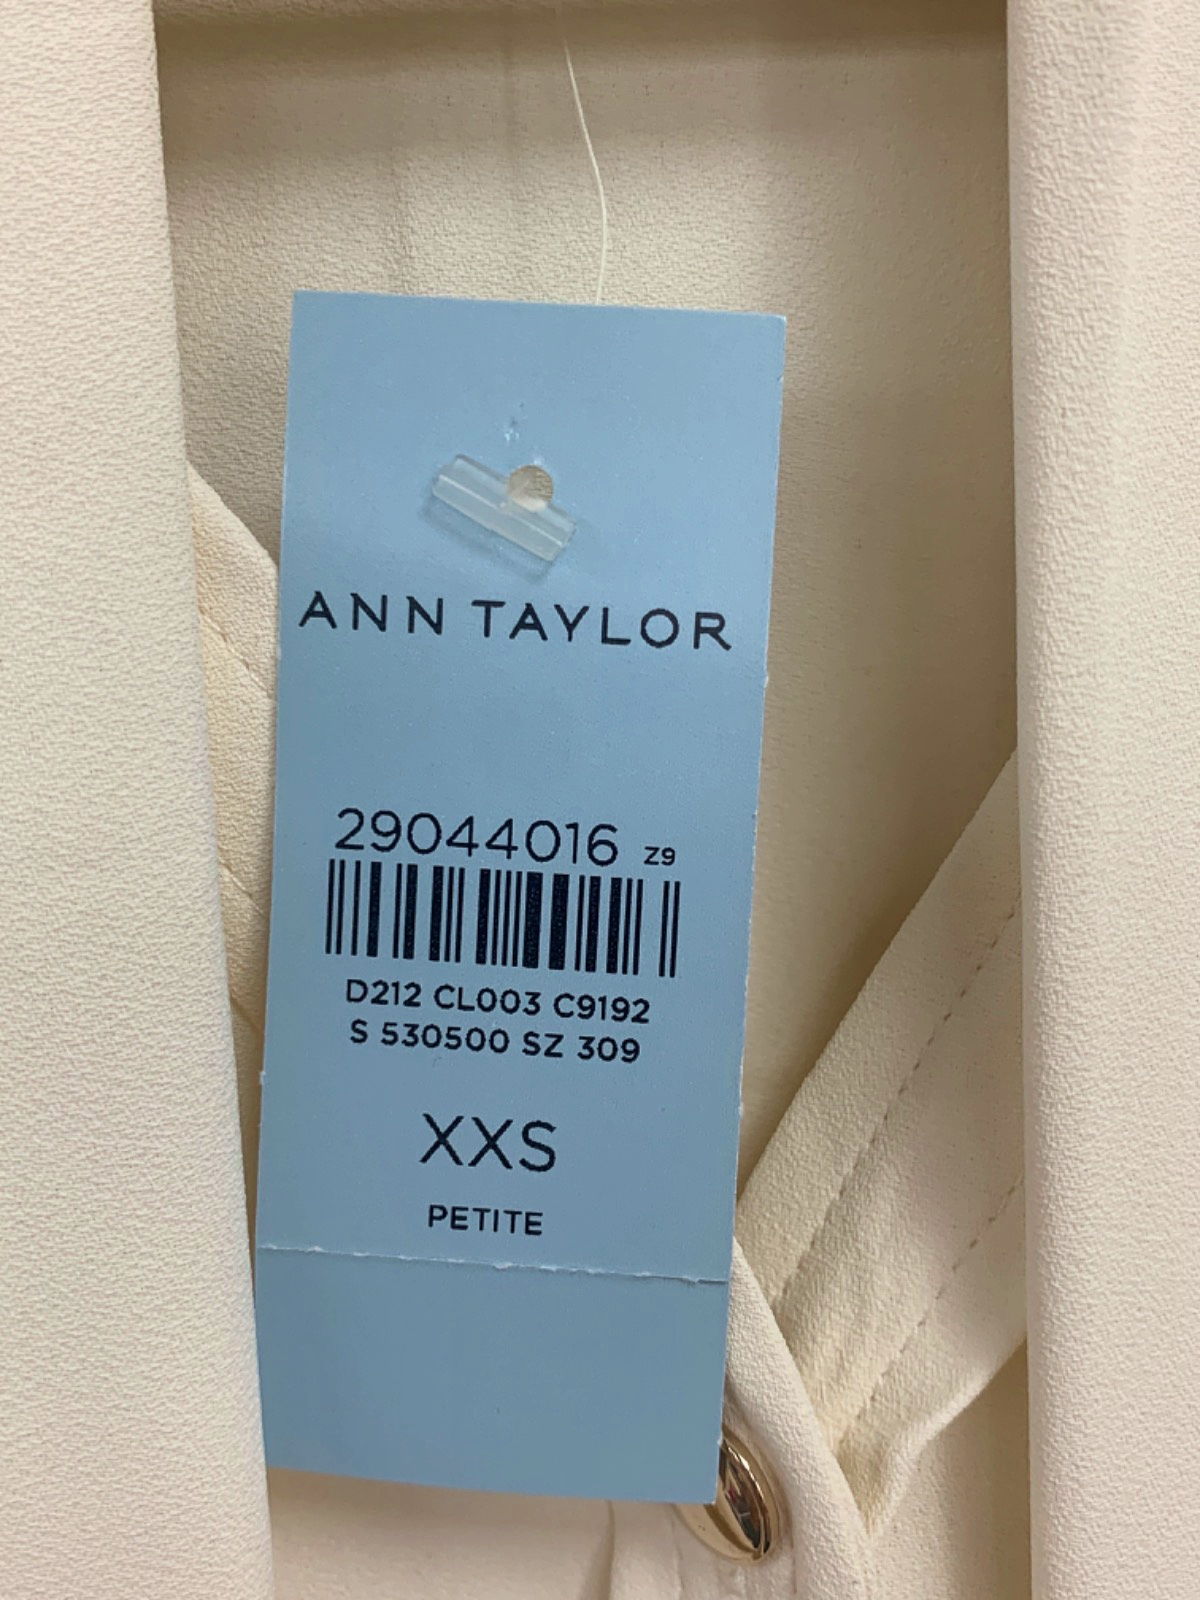 ANN TAYLOR
29044016 Z9
D212 CL003 C9192
S 530500 SZ 309
XXS
PETITE